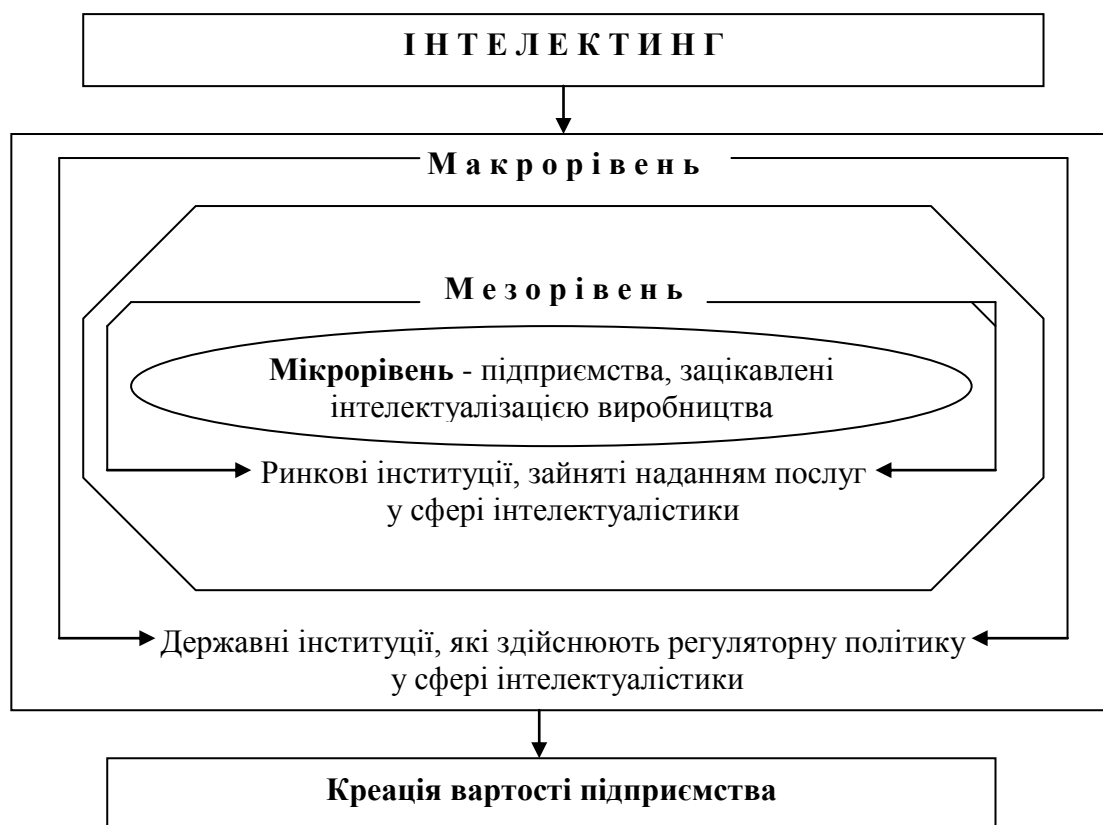 І Н Т Е Л Е К Т И Н Г
М а к р о р і в е н ь
М е з о р і в е н ь
Мікрорівень - підприємства, зацікавлені
інтелектуалізацією виробництва
Ринкові інституції, зайняті наданням послуг
у сфері інтелектуалістики
Державні інституції, які здійснюють регуляторну політику
у сфері інтелектуалістики
Креація вартості підприємства